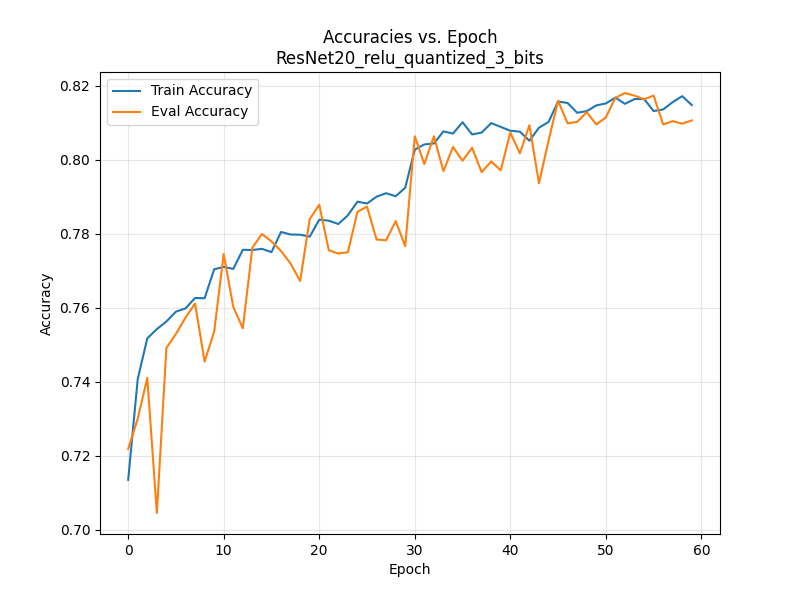 Accuracies vs. Epoch
ResNet20_relu_quantized_3_bits
Train Accuracy
Eval Accuracy
0.82
0.80
0.78
0.76
0.74
0.72
0.70
Accuracy
0 10 20 30 40 50 60
Epoch